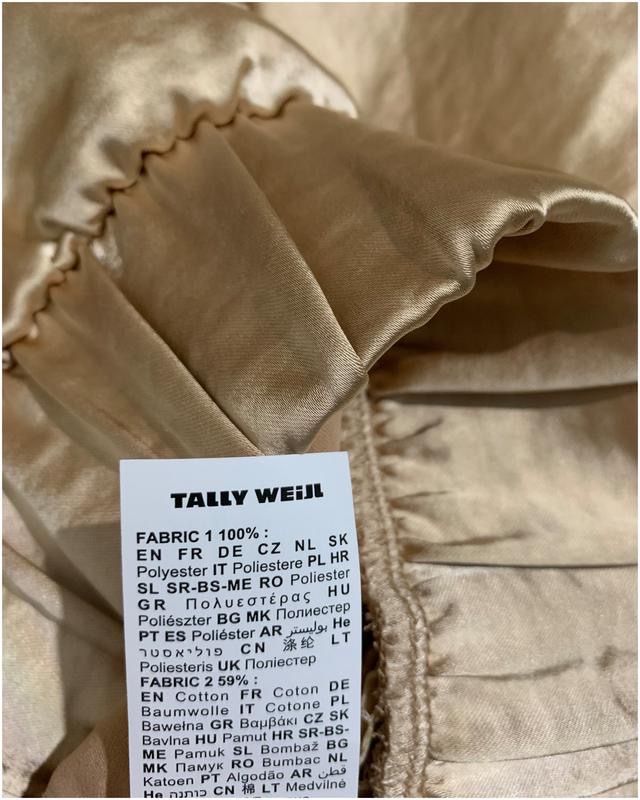 TALLY WEiJL
FABRIC 1 100% :
EN FR DE CZ NL SK
Polyester IT Poliestere PL HR
SL SR-BS-ME RO Poliester
GR Πολυεστέρας HU
Poliészter BG MK Полиестер
PT ES Poliéster AR بوليستر He
פוליאסטר CN 涤纶 LT
Poliesteris UK Поліестер
FABRIC 2 59% :
EN Cotton FR Coton DE
Baumwolle IT Cotone PL
Bawełna GR Βαμβάκι CZ SK
Bavlna HU Pamut HR SR-BS-
ME Pamuk SL Bombaž BG
MK Памук RO Bumbac NL
Katoen PT Algodão AR قطن
He כותנה CN 棉 LT Medvilnė